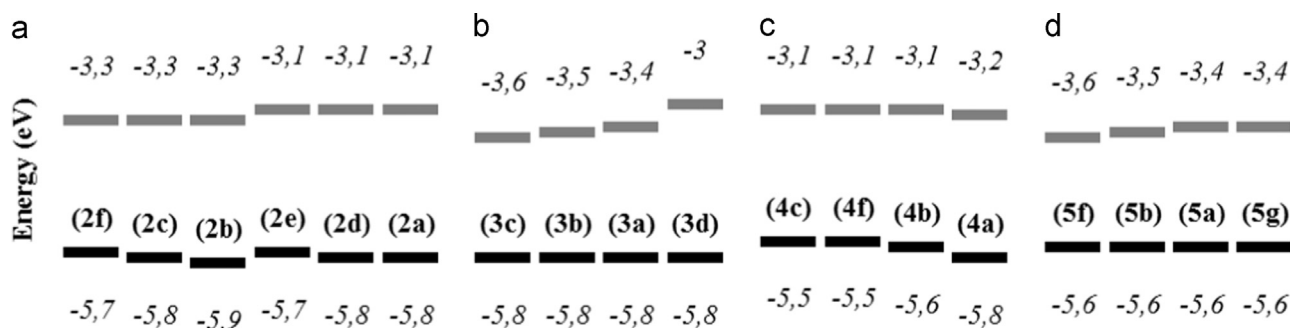 a
-3,3 -3,3 -3,3 -3,1 -3,1 -3,1
(2f) (2c) (2b) (2e) (2d) (2a)
-5,7 -5,8 -5,9 -5,7 -5,8 -5,8
Energy (eV)
b
-3,6 -3,5 -3,4 -3
(3c) (3b) (3a) (3d)
-5,8 -5,8 -5,8 -5,8
c
-3,1 -3,1 -3,1 -3,2
(4c) (4f) (4b) (4a)
-5,5 -5,5 -5,6 -5,8
d
-3,6 -3,5 -3,4 -3,4
(5f) (5b) (5a) (5g)
-5,6 -5,6 -5,6 -5,6